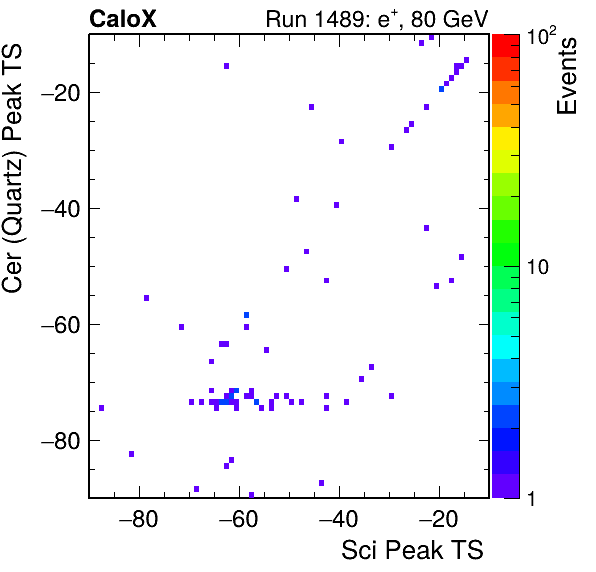 CaloX Run 1489: e⁺, 80 GeV
Cer (Quartz) Peak TS
−20
−40
−60
−80
−80 −60 −40 −20
Sci Peak TS
10²
10
1
Events